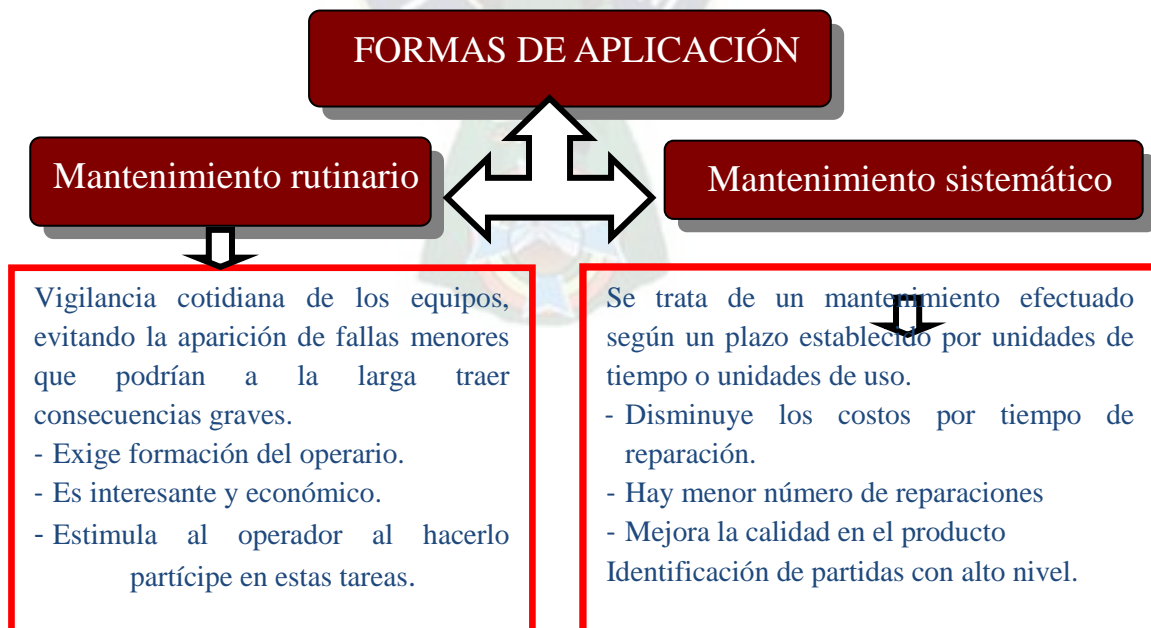 FORMAS DE APLICACIÓN
Mantenimiento rutinario
Mantenimiento sistemático
Vigilancia cotidiana de los equipos,
evitando la aparición de fallas menores
que podrían a la larga traer
consecuencias graves.
- Exige formación del operario.
- Es interesante y económico.
- Estimula al operador al hacerlo
partícipe en estas tareas.
Se trata de un mantenimiento efectuado
según un plazo establecido por unidades de
tiempo o unidades de uso.
- Disminuye los costos por tiempo de
reparación.
- Hay menor número de reparaciones
- Mejora la calidad en el producto
Identificación de partidas con alto nivel.